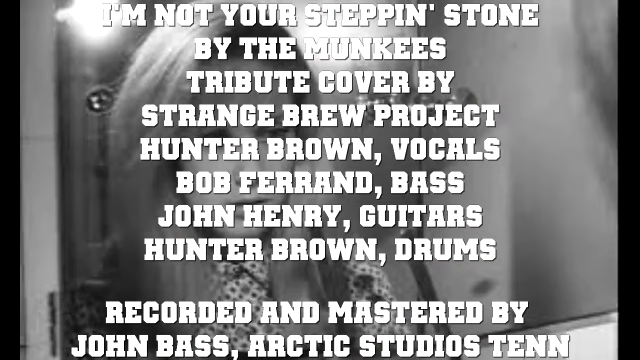 I'M NOT YOUR STEPPIN' STONE
BY THE MUNKEES
TRIBUTE COVER BY
STRANGE BREW PROJECT
HUNTER BROWN, VOCALS
BOB FERRAND, BASS
JOHN HENRY, GUITARS
HUNTER BROWN, DRUMS
RECORDED AND MASTERED BY
JOHN BASS, ARCTIC STUDIOS TENN